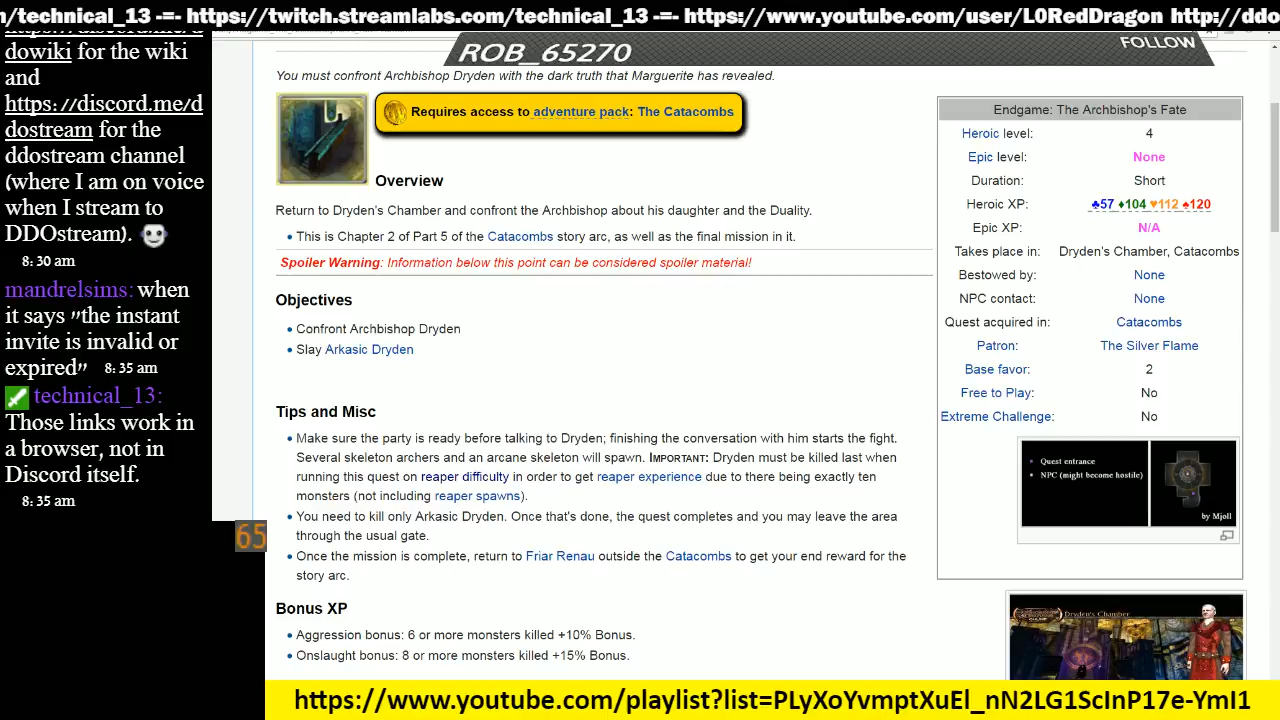 n/technical_13 -=- https://twitch.streamlabs.com/technical_13 -=- https://www.youtube.com/user/L0RedDragon http://ddo
https://discord.me/d
dowiki for the wiki
and
https://discord.me/d
dostream for the
ddostream channel
(where I am on voice
when I stream to
DDOstream).
8:30 am
mandrelsims: when
it says "the instant
invite is invalid or
expired" 8:35 am
technical_13:
Those links work in
a browser, not in
Discord itself.
8:35 am
65
ROB_65270
FOLLOW
You must confront Archbishop Dryden with the dark truth that Marguerite has revealed.
Requires access to adventure pack: The Catacombs
Overview
Return to Dryden's Chamber and confront the Archbishop about his daughter and the Duality.
• This is Chapter 2 of Part 5 of the Catacombs story arc, as well as the final mission in it.
Spoiler Warning: Information below this point can be considered spoiler material!
Objectives
• Confront Archbishop Dryden
• Slay Arkasic Dryden
Tips and Misc
• Make sure the party is ready before talking to Dryden; finishing the conversation with him starts the fight.
Several skeleton archers and an arcane skeleton will spawn. IMPORTANT: Dryden must be killed last when
running this quest on reaper difficulty in order to get reaper experience due to there being exactly ten
monsters (not including reaper spawns).
• You need to kill only Arkasic Dryden. Once that's done, the quest completes and you may leave the area
through the usual gate.
• Once the mission is complete, return to Friar Renau outside the Catacombs to get your end reward for the
story arc.
Bonus XP
• Aggression bonus: 6 or more monsters killed +10% Bonus.
• Onslaught bonus: 8 or more monsters killed +15% Bonus.
Endgame: The Archbishop's Fate
Heroic level: 4
Epic level: None
Duration: Short
Heroic XP: ♣57 ♦104 ♥112 ♠120
Epic XP: N/A
Takes place in: Dryden's Chamber, Catacombs
Bestowed by: None
NPC contact: None
Quest acquired in: Catacombs
Patron: The Silver Flame
Base favor: 2
Free to Play: No
Extreme Challenge: No
• Quest entrance
• NPC (might become hostile)
by Mjoll
Dryden's Chamber
https://www.youtube.com/playlist?list=PLyXoYvmptXuEl_nN2LG1ScInP17e-YmI1